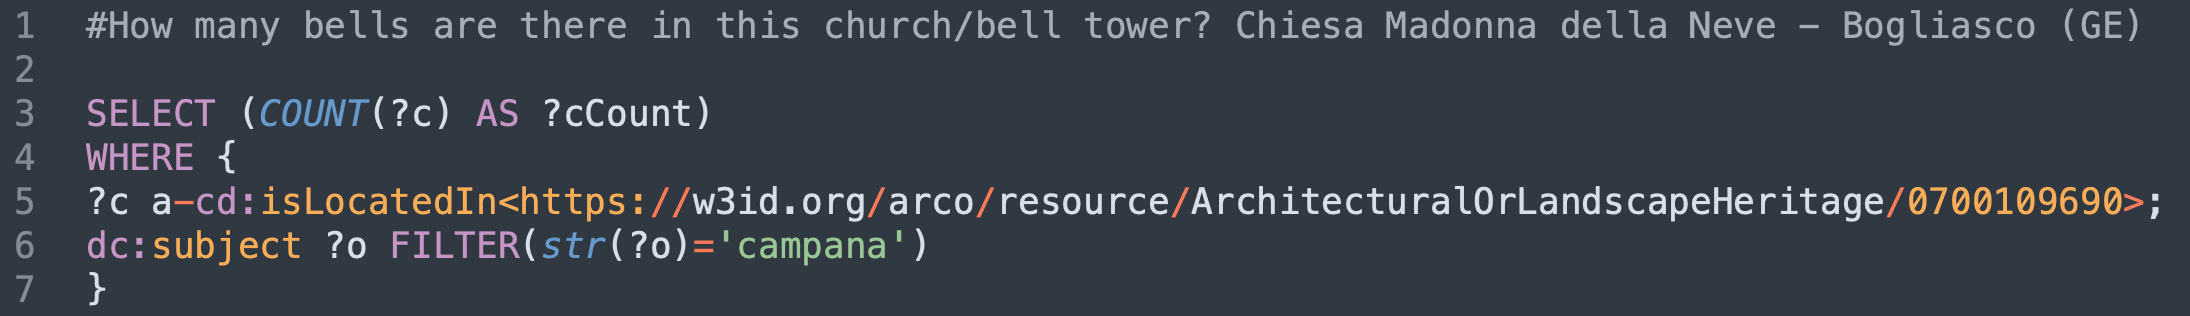 1 #How many bells are there in this church/bell tower? Chiesa Madonna della Neve - Bogliasco (GE)
2
3 SELECT (COUNT(?c) AS ?cCount)
4 WHERE {
5 ?c a-cd:isLocatedIn<https://w3id.org/arco/resource/ArchitecturalOrLandscapeHeritage/0700109690>;
6 dc:subject ?o FILTER(str(?o)='campana')
7 }